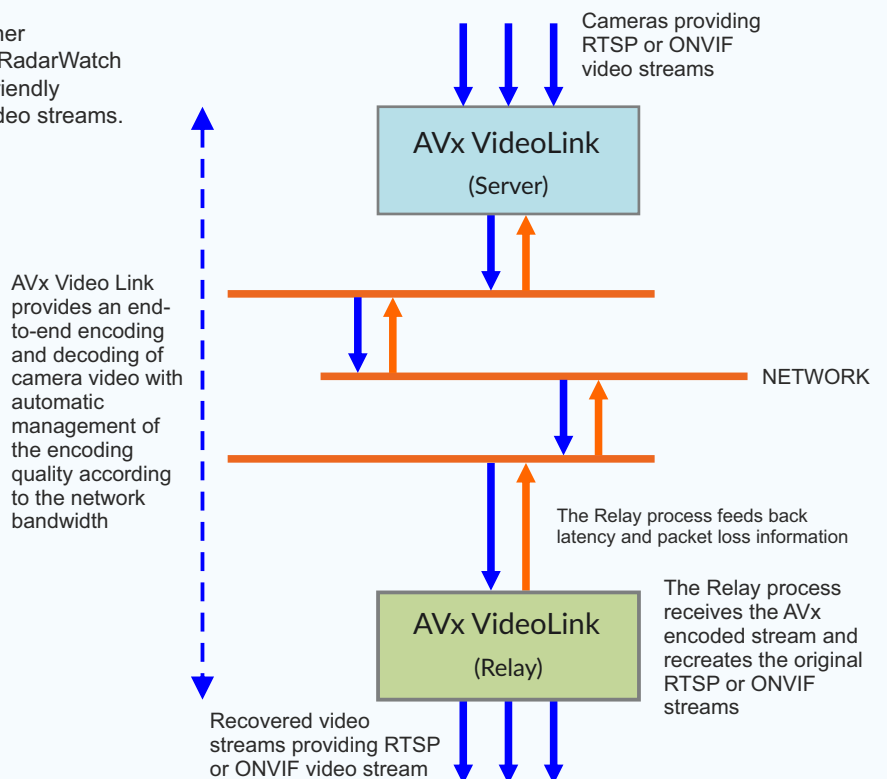 RadarWatch
video streams.
Cameras providing
RTSP or ONVIF
video streams
AVx VideoLink
(Server)
AVx Video Link
provides an end-
to-end encoding
and decoding of
camera video with
automatic
management of
the encoding
quality according
to the network
bandwidth
NETWORK
The Relay process feeds back
latency and packet loss information
AVx VideoLink
(Relay)
The Relay process
receives the AVx
encoded stream and
recreates the original
RTSP or ONVIF
streams
Recovered video
streams providing RTSP
or ONVIF video stream